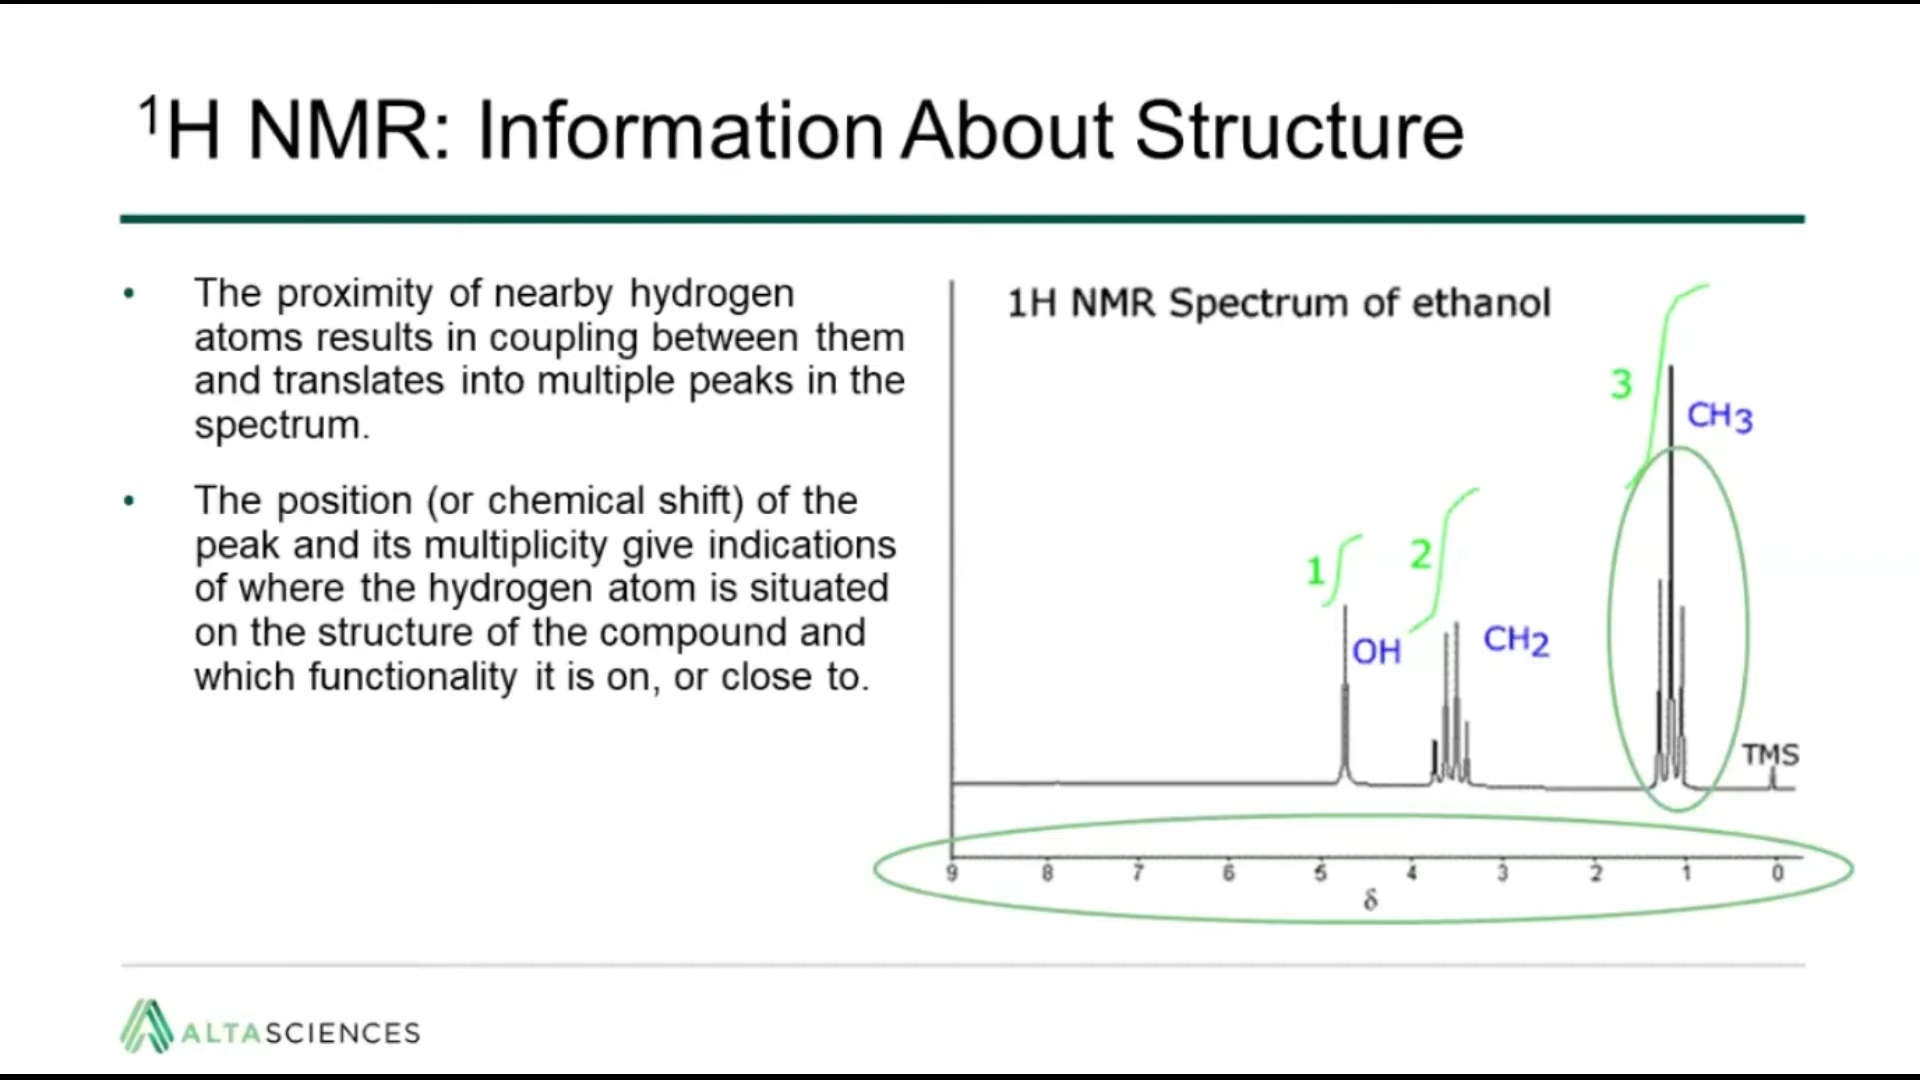 ¹H NMR: Information About Structure
• The proximity of nearby hydrogen
atoms results in coupling between them
and translates into multiple peaks in the
spectrum.
• The position (or chemical shift) of the
peak and its multiplicity give indications
of where the hydrogen atom is situated
on the structure of the compound and
which functionality it is on, or close to.
1H NMR Spectrum of ethanol
3
CH3
1
2
OH
CH2
TMS
9 8 7 6 5 4 3 2 1 0
δ
ALTASCIENCES